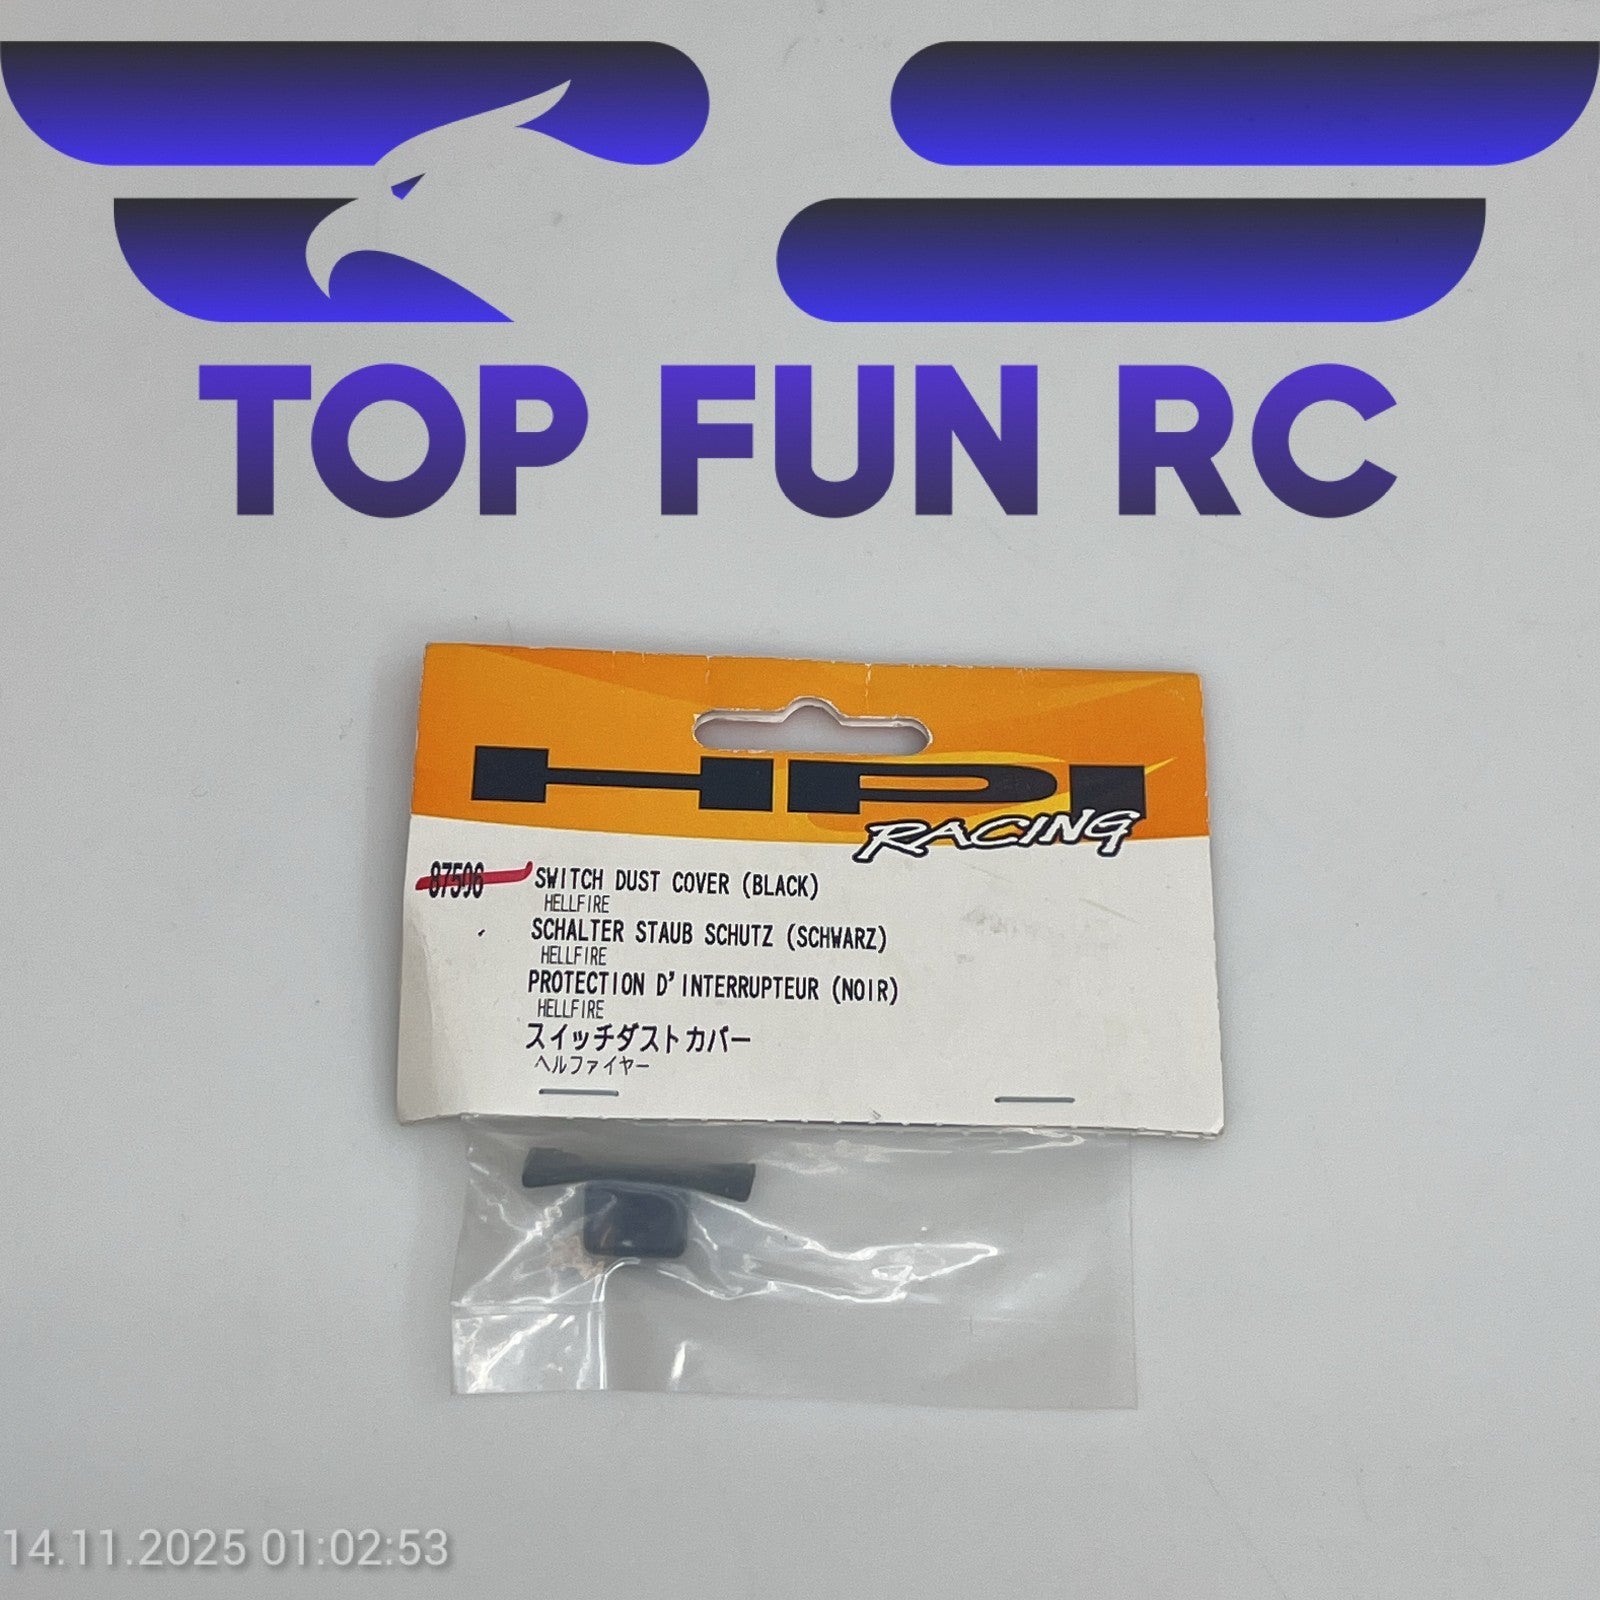 TOP FUN RC
HPI
RACING
87506 SWITCH DUST COVER (BLACK)
HELLFIRE
SCHALTER STAUB SCHUTZ (SCHWARZ)
HELLFIRE
PROTECTION D'INTERRUPTEUR (NOIR)
HELLFIRE
スイッチダストカバー
ヘルファイヤー
14.11.2025 01:02:53